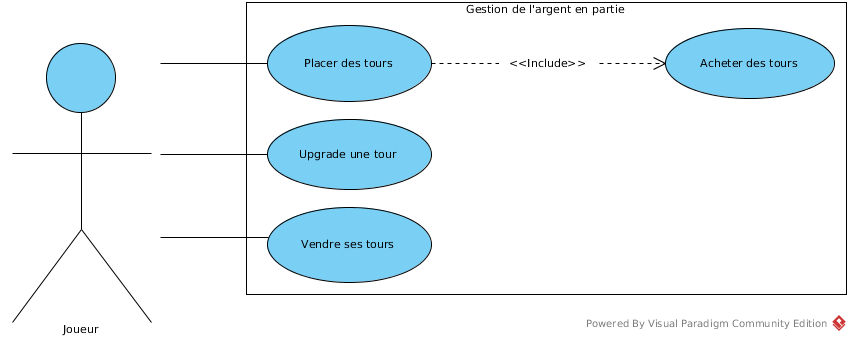 Gestion de l'argent en partie
Placer des tours
<<Include>>
Acheter des tours
Upgrade une tour
Vendre ses tours
Joueur
Powered By Visual Paradigm Community Edition